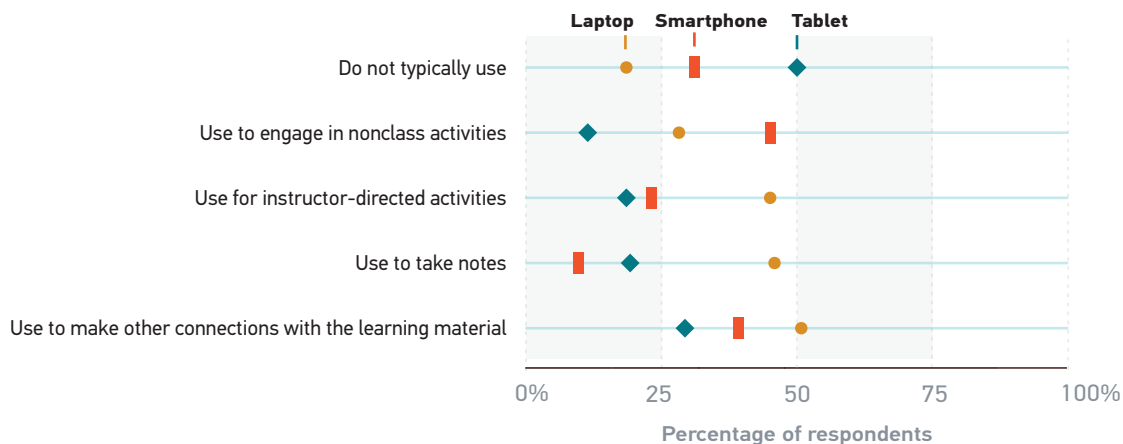 Laptop Smartphone Tablet
Do not typically use
Use to engage in nonclass activities
Use for instructor-directed activities
Use to take notes
Use to make other connections with the learning material
0% 25 50 75 100%
Percentage of respondents